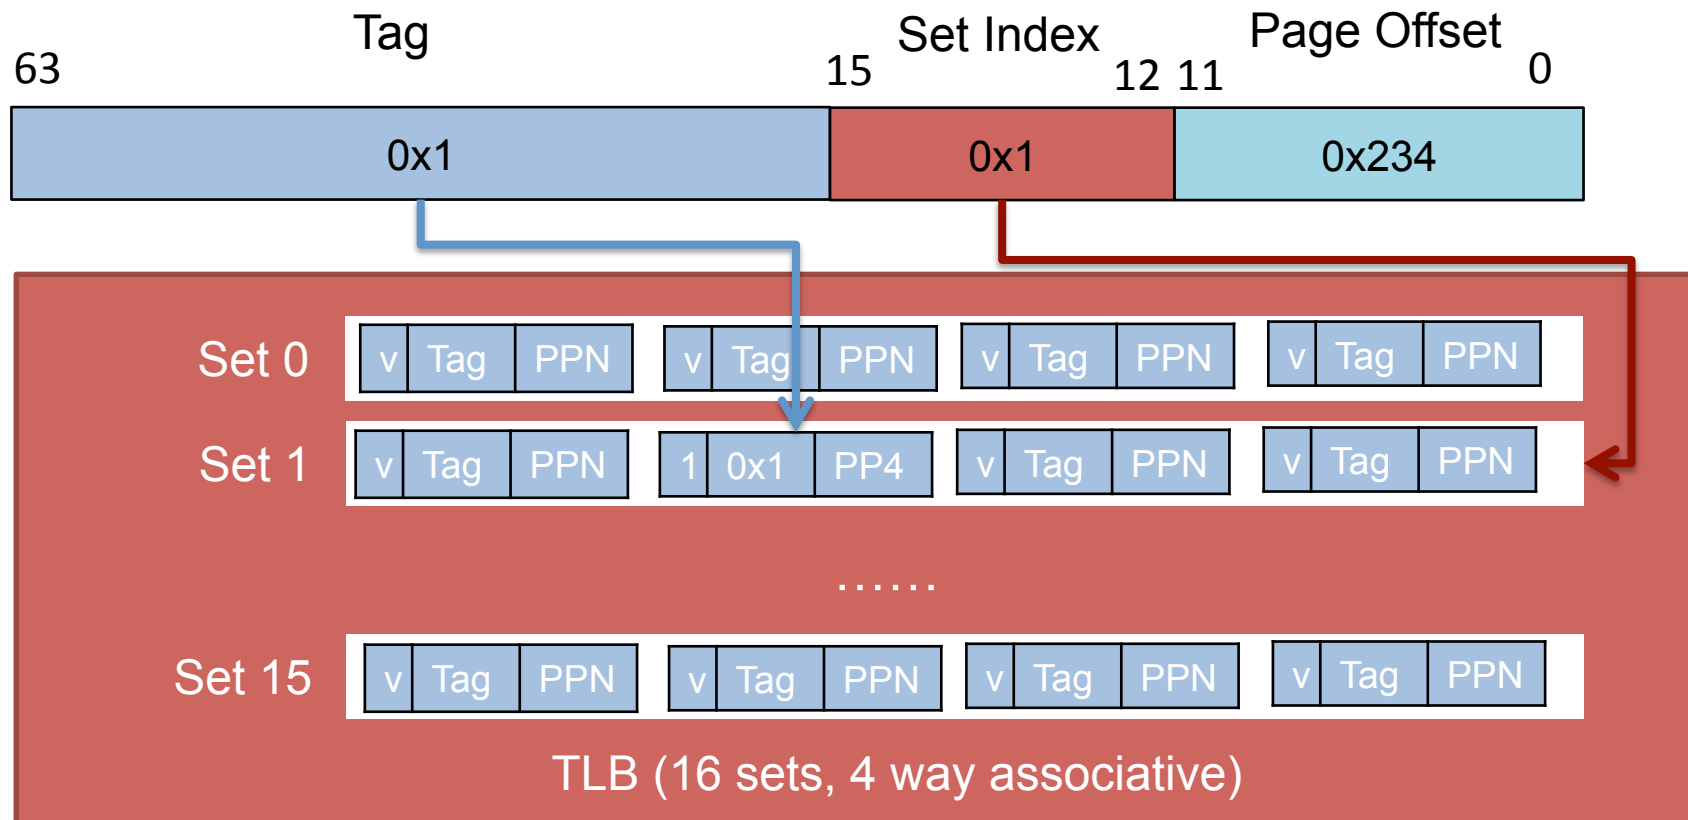 Tag Set Index Page Offset
63 15 12 11 0
0x1 0x1 0x234
Set 0 v Tag PPN v Tag PPN v Tag PPN v Tag PPN
Set 1 v Tag PPN 1 0x1 PP4 v Tag PPN v Tag PPN
......
Set 15 v Tag PPN v Tag PPN v Tag PPN v Tag PPN
TLB (16 sets, 4 way associative)